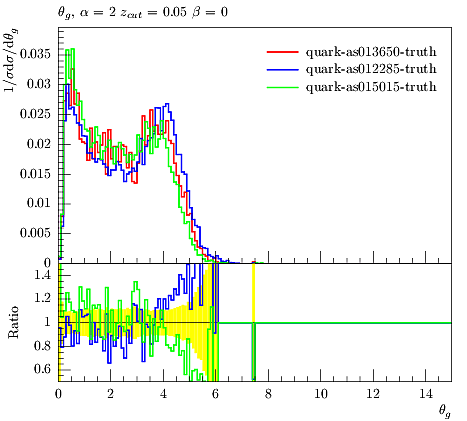 θg, α = 2 zcut = 0.05 β = 0
1/σdσ/dθg
quark-as013650-truth
quark-as012285-truth
quark-as015015-truth
0.035
0.03
0.025
0.02
0.015
0.01
0.005
0
Ratio
1.4
1.2
1
0.8
0.6
0 2 4 6 8 10 12 14
θg